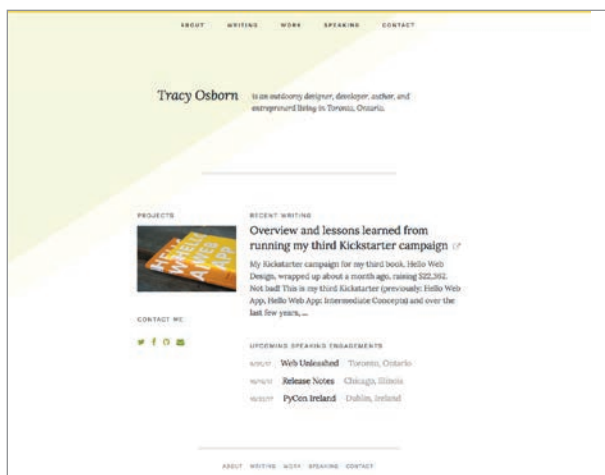 ABOUT WRITING WORK SPEAKING CONTACT
Tracy Osborn
is an outdoorsy designer, developer, author, and
entreprenerd living in Toronto, Ontario.
PROJECTS
HELLO
WEB
APP
CONTACT ME
RECENT WRITING
Overview and lessons learned from
running my third Kickstarter campaign
My Kickstarter campaign for my third book, Hello Web
Design, wrapped up about a month ago, raising $22,362.
Not bad! This is my third Kickstarter (previously: Hello Web
App, Hello Web App: Intermediate Concepts) and over the
last few years, ...
UPCOMING SPEAKING ENGAGEMENTS
Web Unleashed Toronto, Ontario
Release Notes Chicago, Illinois
PyCon Ireland Dublin, Ireland
ABOUT WRITING WORK SPEAKING CONTACT